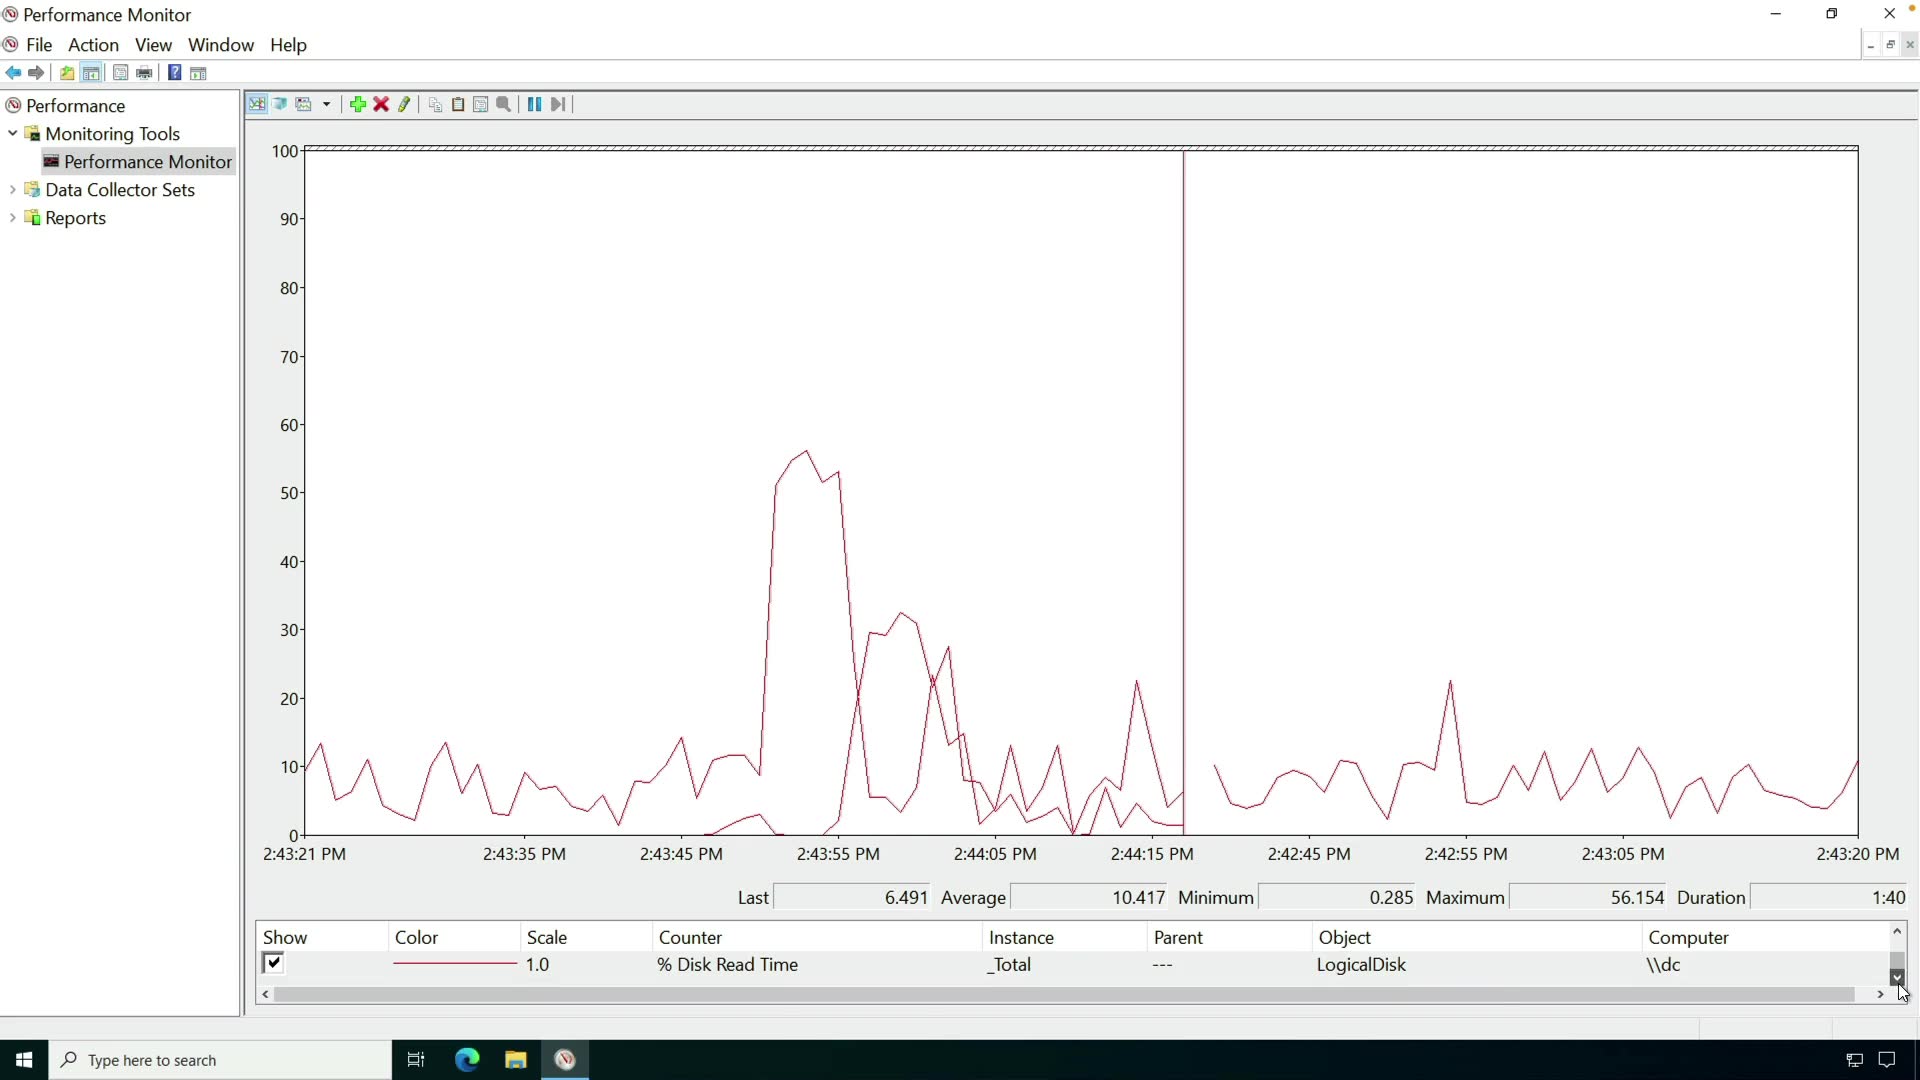 Performance Monitor
File Action View Window Help
Performance
Monitoring Tools
Performance Monitor
Data Collector Sets
Reports
100
90
80
70
60
50
40
30
20
10
0
2:43:21 PM 2:43:35 PM 2:43:45 PM 2:43:55 PM 2:44:05 PM 2:44:15 PM 2:42:45 PM 2:42:55 PM 2:43:05 PM 2:43:20 PM
Last 6.491 Average 10.417 Minimum 0.285 Maximum 56.154 Duration 1:40
Show Color Scale Counter Instance Parent Object Computer
1.0 % Disk Read Time _Total --- LogicalDisk \\dc
Type here to search